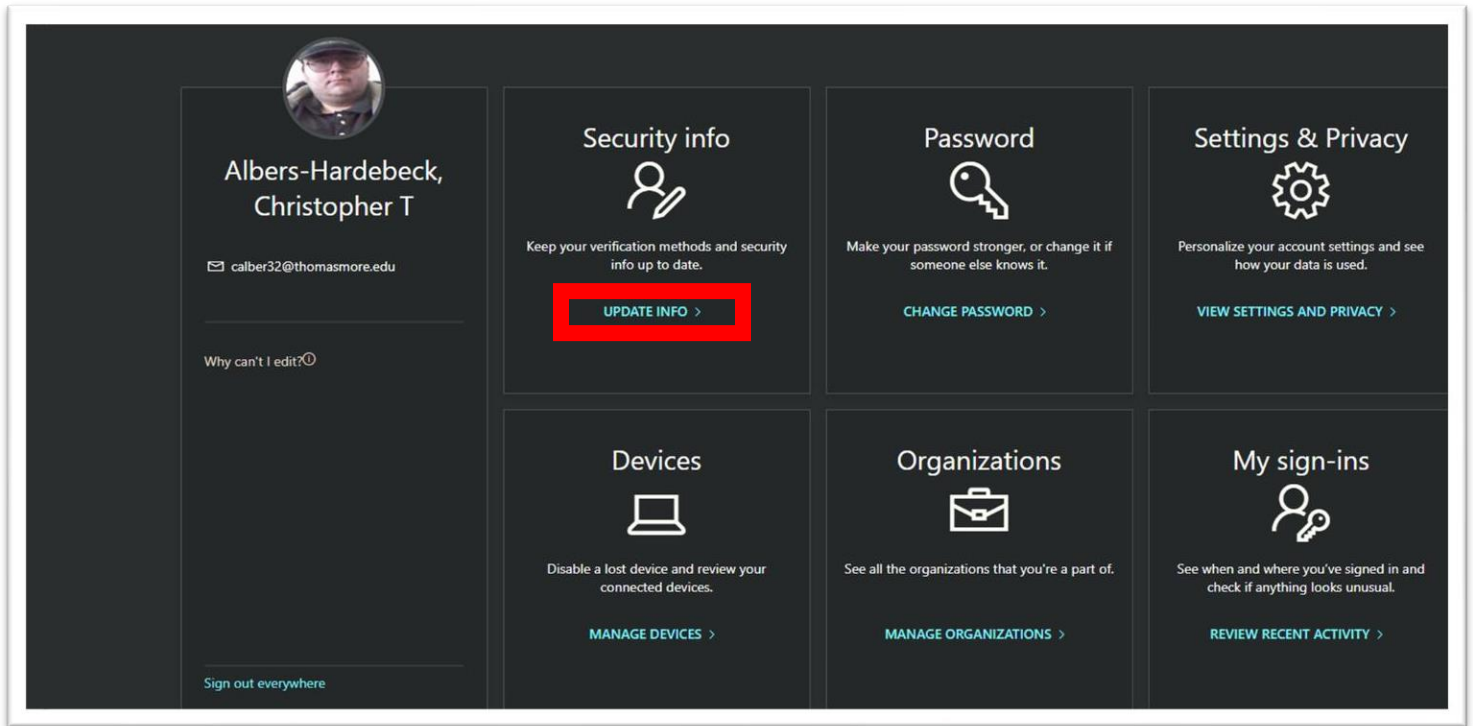 Albers-Hardebeck,
Christopher T
calber32@thomasmore.edu
Why can't I edit?
Sign out everywhere
Security info
Keep your verification methods and security
info up to date.
UPDATE INFO >
Password
Make your password stronger, or change it if
someone else knows it.
CHANGE PASSWORD >
Settings & Privacy
Personalize your account settings and see
how your data is used.
VIEW SETTINGS AND PRIVACY >
Devices
Disable a lost device and review your
connected devices.
MANAGE DEVICES >
Organizations
See all the organizations that you're a part of.
MANAGE ORGANIZATIONS >
My sign-ins
See when and where you've signed in and
check if anything looks unusual.
REVIEW RECENT ACTIVITY >